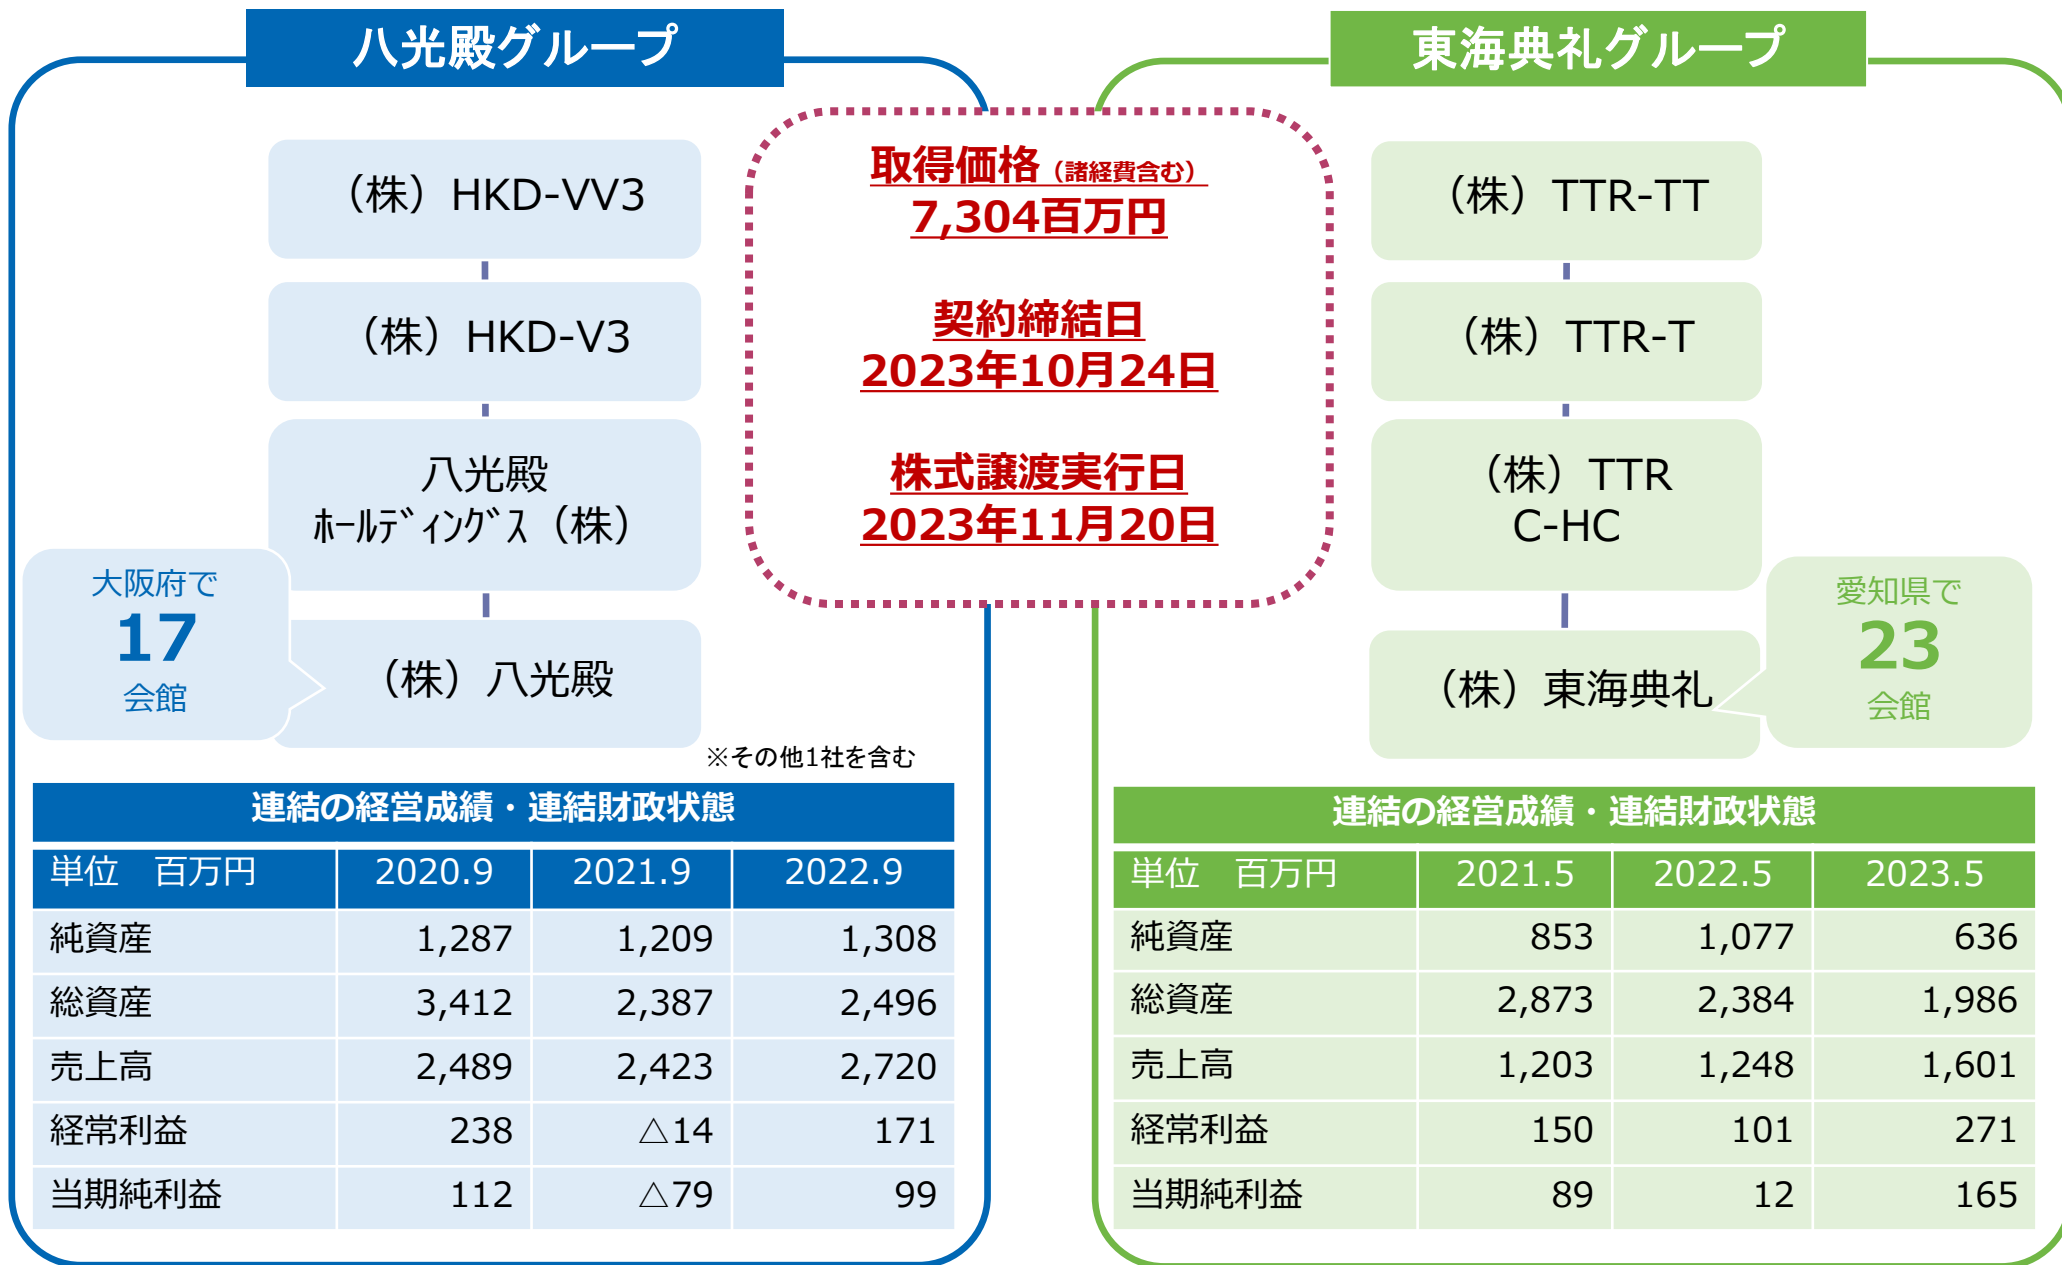 八光殿グループ
（株）HKD-VV3
（株）HKD-V3
八光殿
ﾎｰﾙﾃﾞｨﾝｸﾞｽ（株）
（株）八光殿
大阪府で
17
会館
※その他1社を含む
取得価格（諸経費含む）
7,304百万円
契約締結日
2023年10月24日
株式譲渡実行日
2023年11月20日
東海典礼グループ
（株）TTR-TT
（株）TTR-T
（株）TTR
C-HC
（株）東海典礼
愛知県で
23
会館
連結の経営成績・連結財政状態
単位　百万円 2020.9 2021.9 2022.9
純資産 1,287 1,209 1,308
総資産 3,412 2,387 2,496
売上高 2,489 2,423 2,720
経常利益 238 △14 171
当期純利益 112 △79 99
連結の経営成績・連結財政状態
単位　百万円 2021.5 2022.5 2023.5
純資産 853 1,077 636
総資産 2,873 2,384 1,986
売上高 1,203 1,248 1,601
経常利益 150 101 271
当期純利益 89 12 165